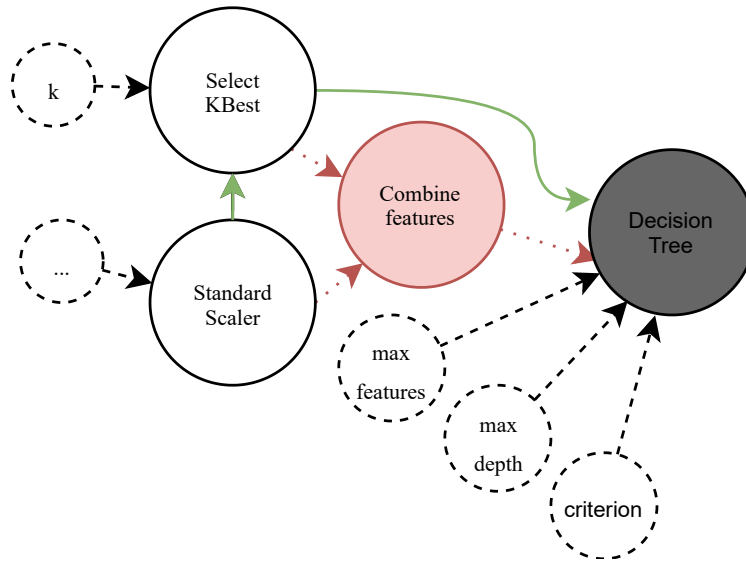 k
Select
KBest
Combine
features
Decision
Tree
...
Standard
Scaler
max
features
max
depth
criterion